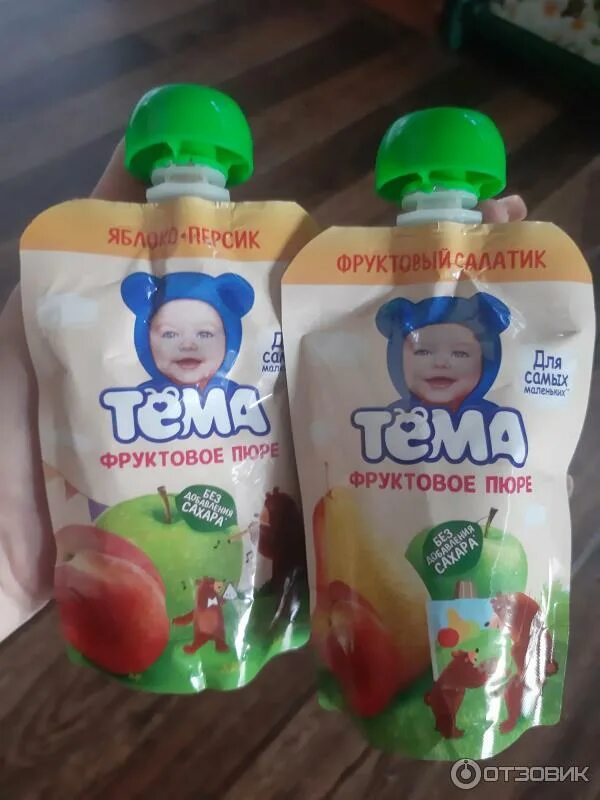 ЯБЛОКО • ПЕРСИК
Для
самых
маленьких
ТЁМА
ФРУКТОВОЕ ПЮРЕ
БЕЗ
ДОБАВЛЕНИЯ
САХАРА*
ФРУКТОВЫЙ САЛАТИК
Для
самых
маленьких*
ТЁМА
ФРУКТОВОЕ ПЮРЕ
БЕЗ
ДОБАВЛЕНИЯ
САХАРА*
ОТЗОВИК